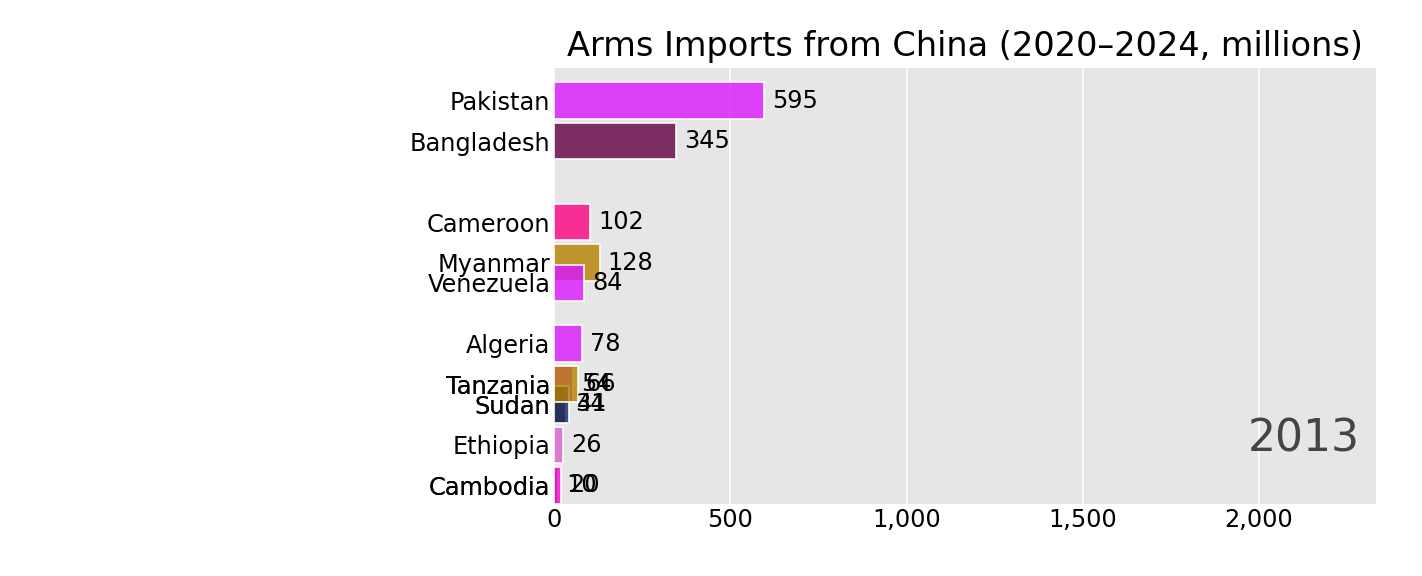 Arms Imports from China (2020–2024, millions)
Pakistan 595
Bangladesh 345
Cameroon 102
Myanmar 128
Venezuela 84
Algeria 78
Tanzania
Sudan
Ethiopia 26
Cambodia
2013
0 500 1,000 1,500 2,000